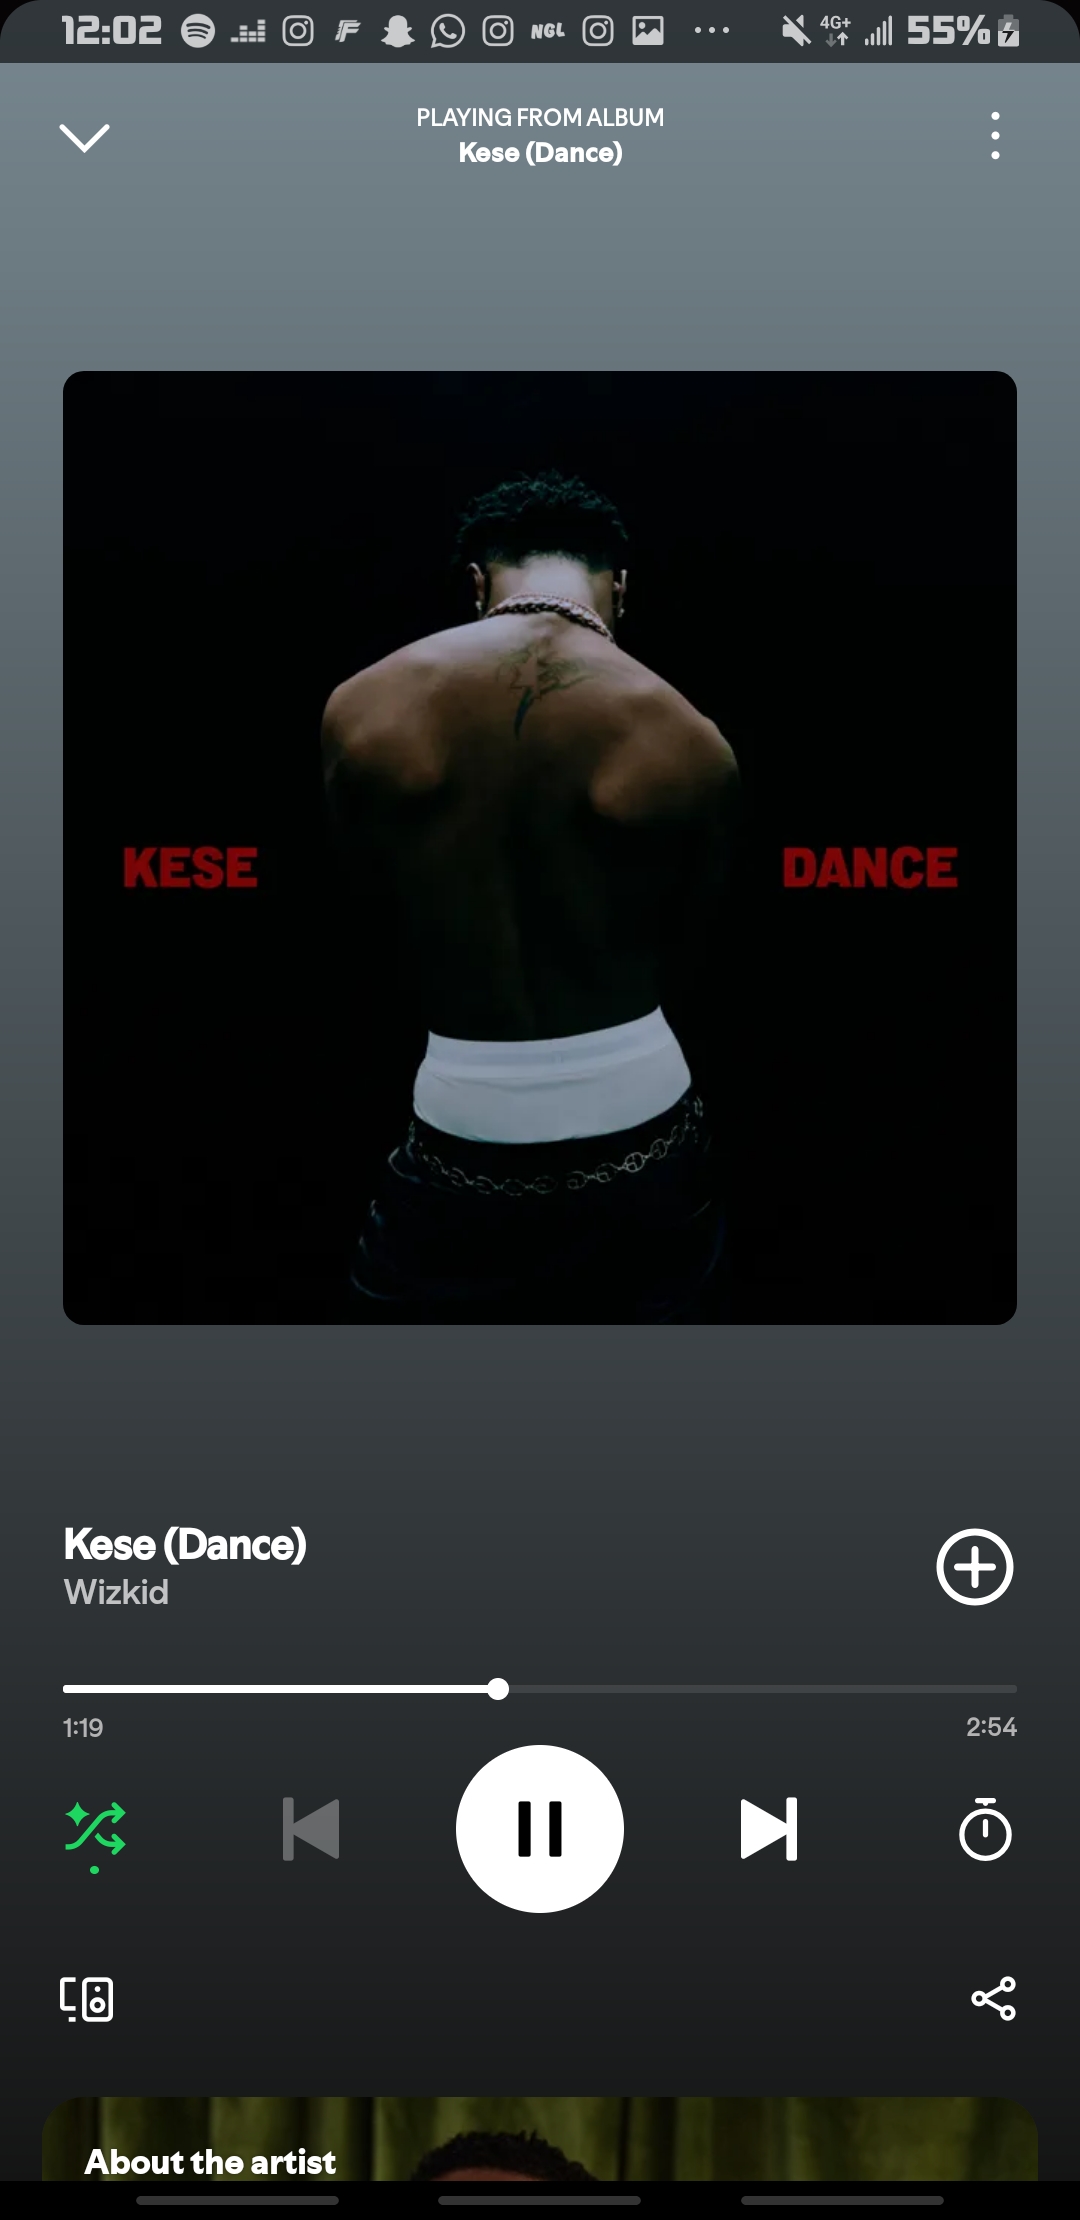 12:02 NGL 4G+ 55%
PLAYING FROM ALBUM
Kese (Dance)
KESE DANCE
Kese (Dance)
Wizkid
1:19 2:54
About the artist